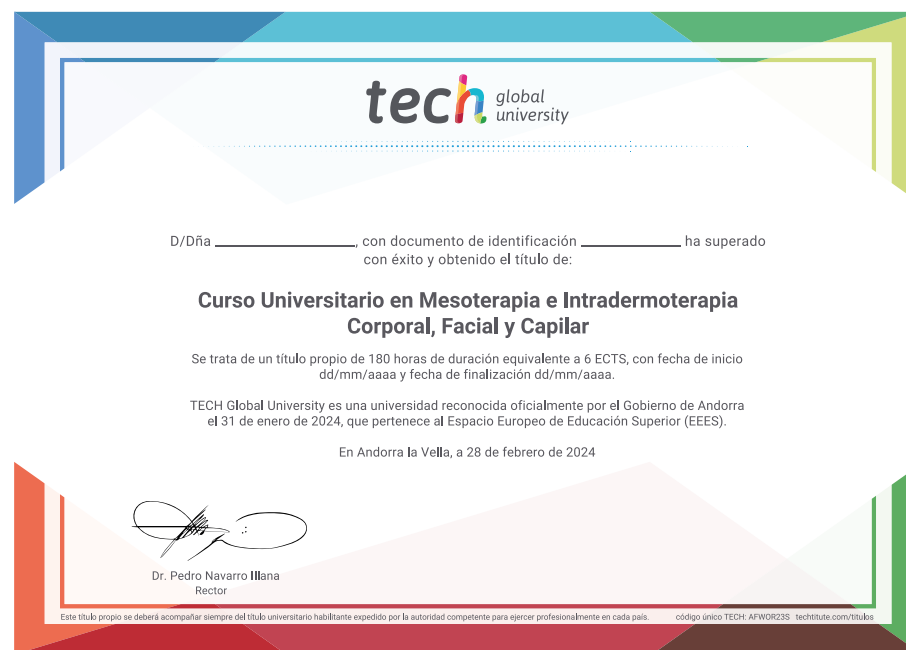 tech global university
D/Dña ____________, con documento de identificación ____________ ha superado
con éxito y obtenido el título de:
Curso Universitario en Mesoterapia e Intradermoterapia
Corporal, Facial y Capilar
Se trata de un título propio de 180 horas de duración equivalente a 6 ECTS, con fecha de inicio
dd/mm/aaaa y fecha de finalización dd/mm/aaaa.
TECH Global University es una universidad reconocida oficialmente por el Gobierno de Andorra
el 31 de enero de 2024, que pertenece al Espacio Europeo de Educación Superior (EEES).
En Andorra la Vella, a 28 de febrero de 2024
Dr. Pedro Navarro Illana
Rector
Este título propio se deberá acompañar siempre del título universitario habilitante expedido por la autoridad competente para ejercer profesionalmente en cada país. código único TECH: AFWOR23S techtitute.com/titulos